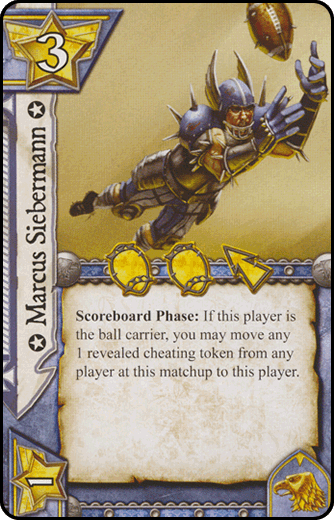 3
✪ Marcus Siebermann ✪
Scoreboard Phase: If this player is
the ball carrier, you may move any
1 revealed cheating token from any
player at this matchup to this player.
1